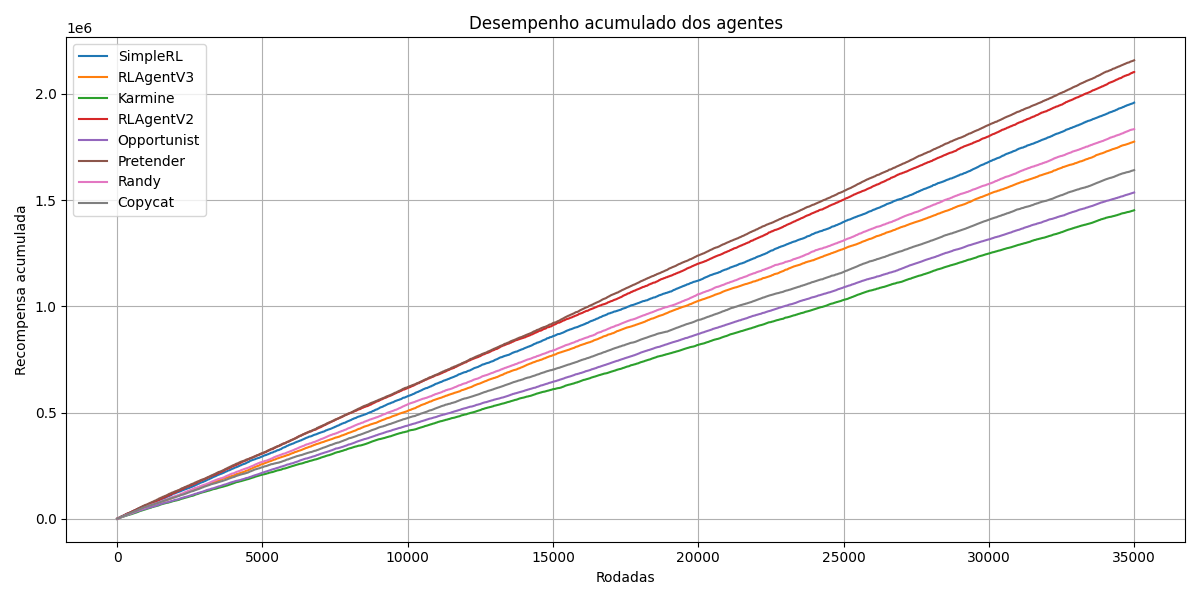 Desempenho acumulado dos agentes
1e6
SimpleRL
RLAgentV3
Karmine
RLAgentV2
Opportunist
Pretender
Randy
Copycat
Recompensa acumulada
2.0
1.5
1.0
0.5
0.0
0 5000 10000 15000 20000 25000 30000 35000
Rodadas